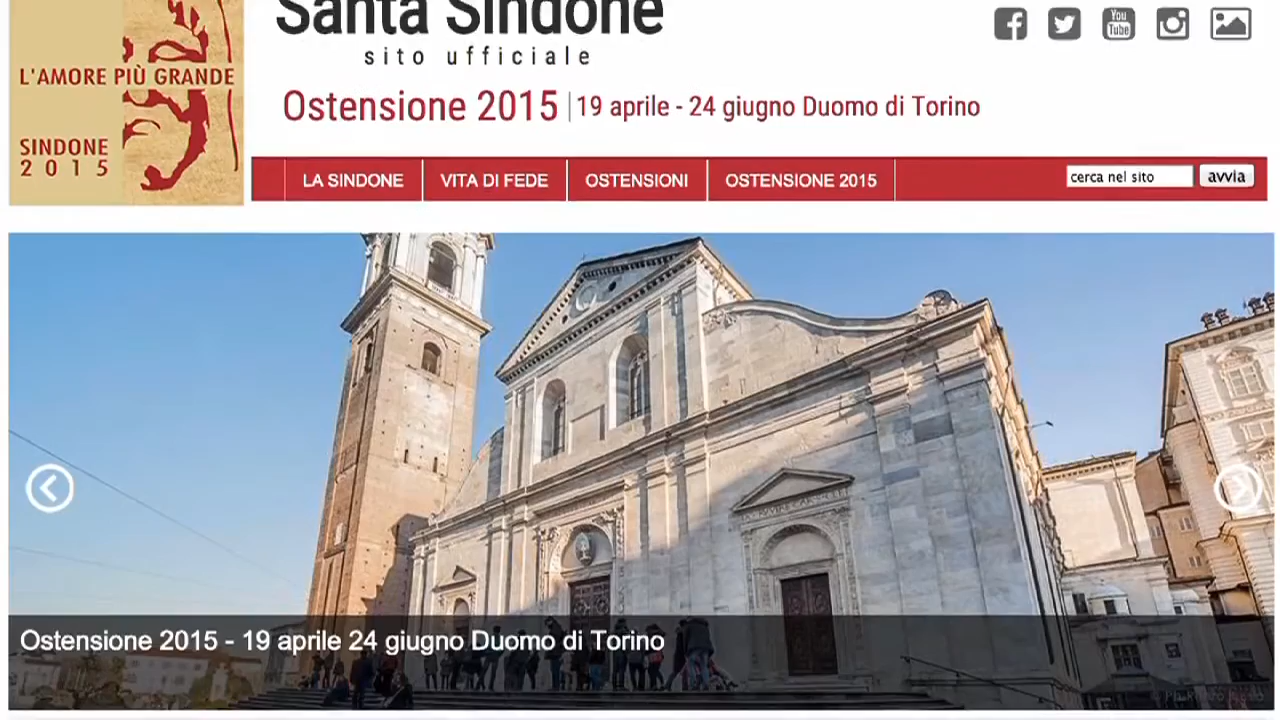 Santa Sindone
sito ufficiale
L'AMORE PIÙ GRANDE
SINDONE
2015
Ostensione 2015 | 19 aprile - 24 giugno Duomo di Torino
LA SINDONE
VITA DI FEDE
OSTENSIONI
OSTENSIONE 2015
cerca nel sito
avvia
You
Tube
Ostensione 2015 - 19 aprile 24 giugno Duomo di Torino